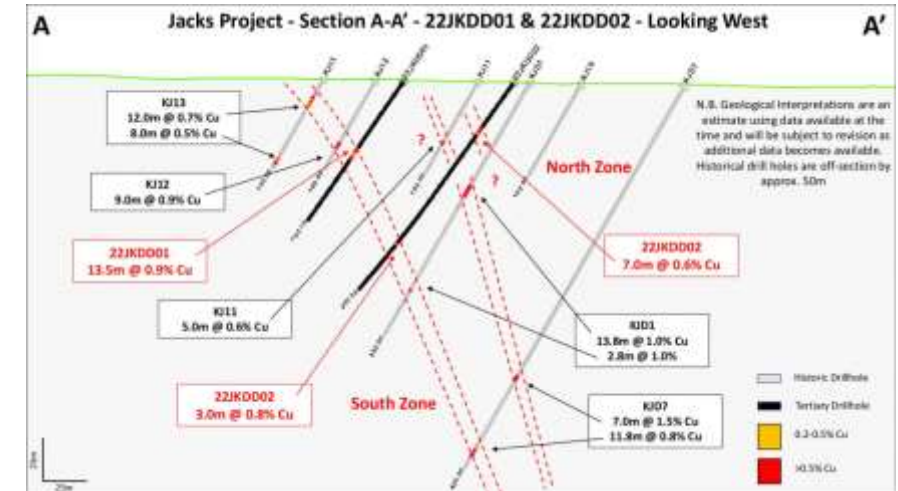 A
Jacks Project - Section A-A' - 22JKDD01 & 22JKDD02 - Looking West
A'
KJ12
KJ11
KJD7
N.B. Geological Interpretations are an
estimate using data available at the
time and will be subject to revision as
additional data becomes available.
Historical drill holes are off-section by
approx. 50m
KJ13
12.0m @ 0.7% Cu
8.0m @ 0.5% Cu
?
?
North Zone
KJ12
9.0m @ 0.9% Cu
22JKDD01
13.5m @ 0.9% Cu
22JKDD02
7.0m @ 0.6% Cu
KJ11
5.0m @ 0.6% Cu
KJD1
13.8m @ 1.0% Cu
2.8m @ 1.0%
22JKDD02
3.0m @ 0.8% Cu
South Zone
KJD7
7.0m @ 1.5% Cu
11.8m @ 0.8% Cu
Historic Drillhole
Tertiary Drillhole
0.2-0.5% Cu
>0.5% Cu
25m